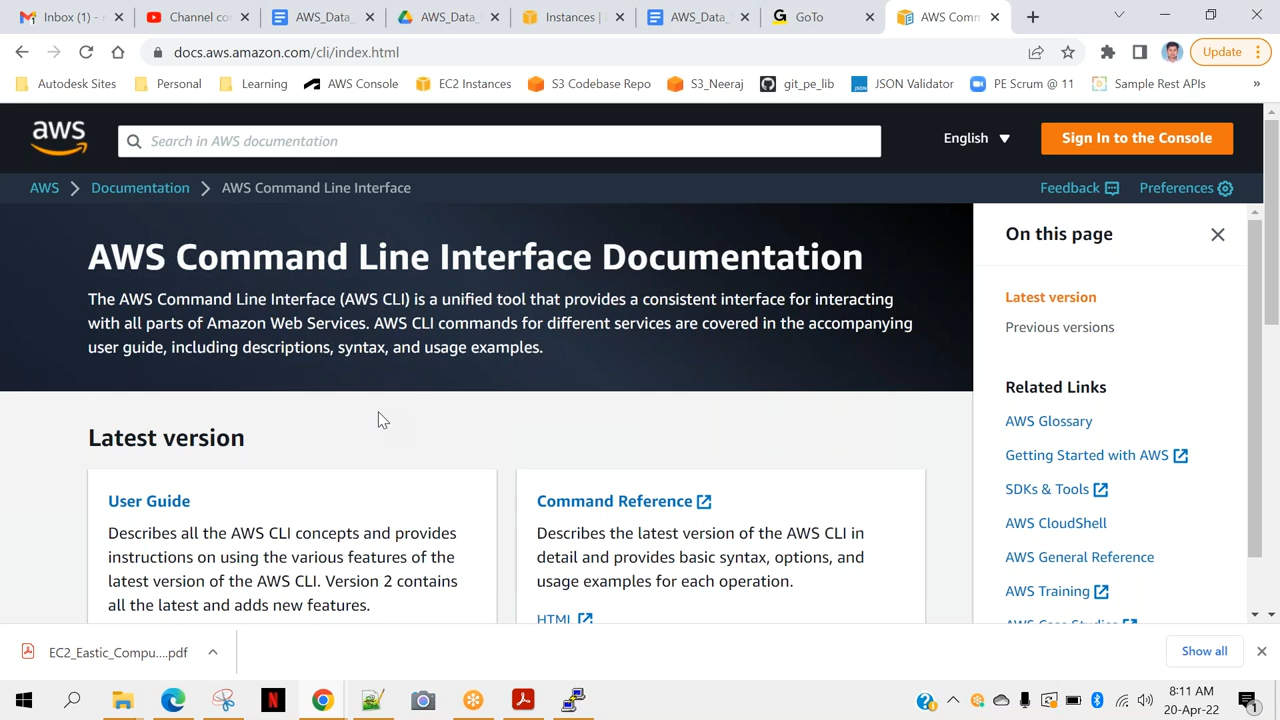 Inbox (1) -
Channel co
AWS_Data_
AWS_Data_
Instances |
AWS_Data_
GoTo
AWS Comm
docs.aws.amazon.com/cli/index.html
Update
Autodesk Sites
Personal
Learning
AWS Console
EC2 Instances
S3 Codebase Repo
S3_Neeraj
git_pe_lib
JSON Validator
PE Scrum @ 11
Sample Rest APIs
»
aws
Search in AWS documentation
English
Sign In to the Console
AWS > Documentation > AWS Command Line Interface
Feedback
Preferences
AWS Command Line Interface Documentation
The AWS Command Line Interface (AWS CLI) is a unified tool that provides a consistent interface for interacting
with all parts of Amazon Web Services. AWS CLI commands for different services are covered in the accompanying
user guide, including descriptions, syntax, and usage examples.
On this page
Latest version
Previous versions
Related Links
AWS Glossary
Getting Started with AWS
SDKs & Tools
AWS CloudShell
AWS General Reference
AWS Training
Latest version
User Guide
Describes all the AWS CLI concepts and provides
instructions on using the various features of the
latest version of the AWS CLI. Version 2 contains
all the latest and adds new features.
Command Reference
Describes the latest version of the AWS CLI in
detail and provides basic syntax, options, and
usage examples for each operation.
HTML
EC2_Eastic_Compu....pdf
Show all
8:11 AM
20-Apr-22